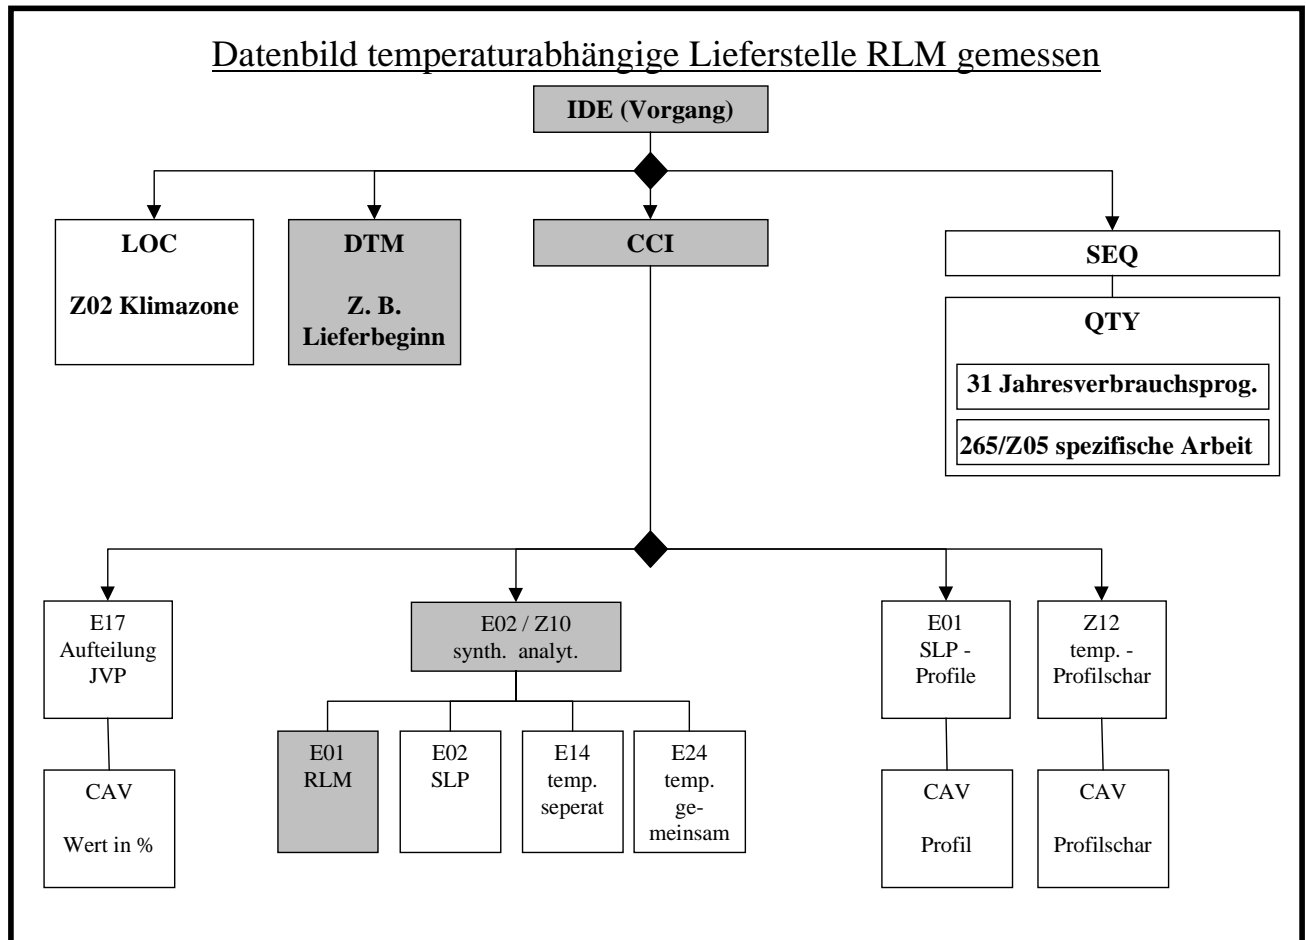 Datenbild temperaturabhängige Lieferstelle RLM gemessen
IDE (Vorgang)
LOC
Z02 Klimazone
DTM
Z. B.
Lieferbeginn
CCI
SEQ
QTY
31 Jahresverbrauchsprog.
265/Z05 spezifische Arbeit
E17
Aufteilung
JVP
E02 / Z10
synth. analyt.
E01
SLP -
Profile
Z12
temp. -
Profilschar
E01
RLM
E02
SLP
E14
temp.
seperat
E24
temp.
ge-
meinsam
CAV
Wert in %
CAV
Profil
CAV
Profilschar